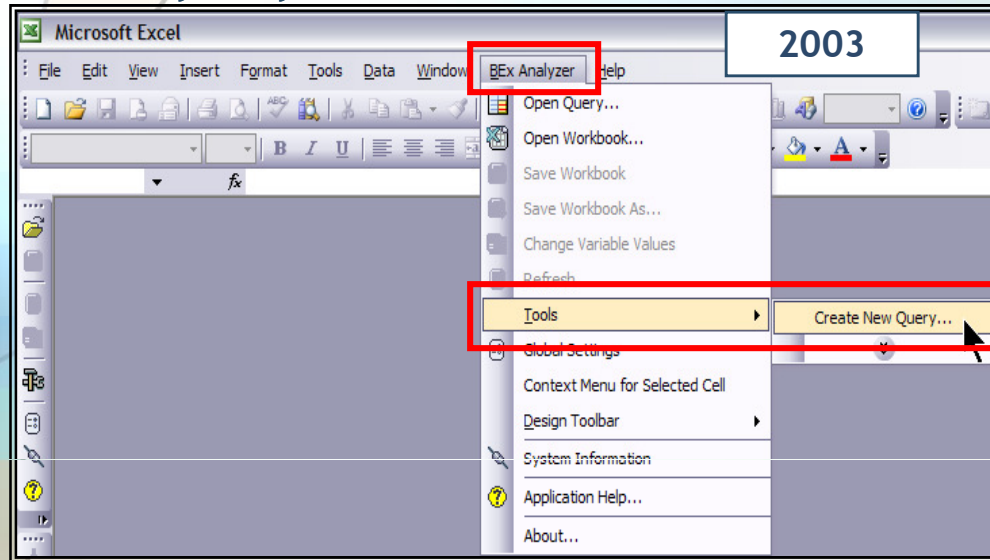 Microsoft Excel
2003
File Edit View Insert Format Tools Data Window BEx Analyzer Help
Open Query...
ABC
Open Workbook...
B I U
A
Save Workbook
fx
Save Workbook As...
Change Variable Values
Refresh
Tools
Create New Query...
Global Settings
Context Menu for Selected Cell
Design Toolbar
System Information
Application Help...
About...